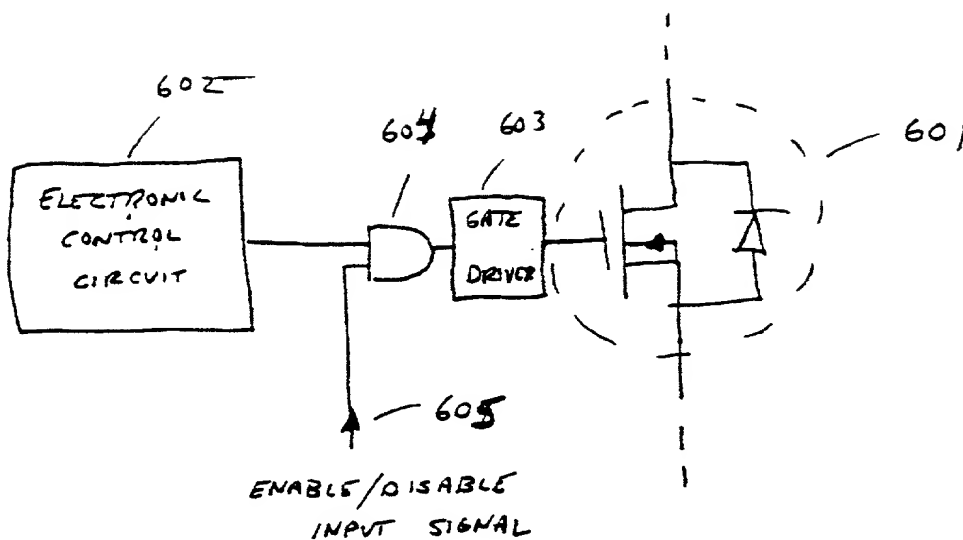 602
604
603
601
ELECTRONIC
CONTROL
CIRCUIT
GATE
DRIVER
605
ENABLE/DISABLE
INPUT SIGNAL